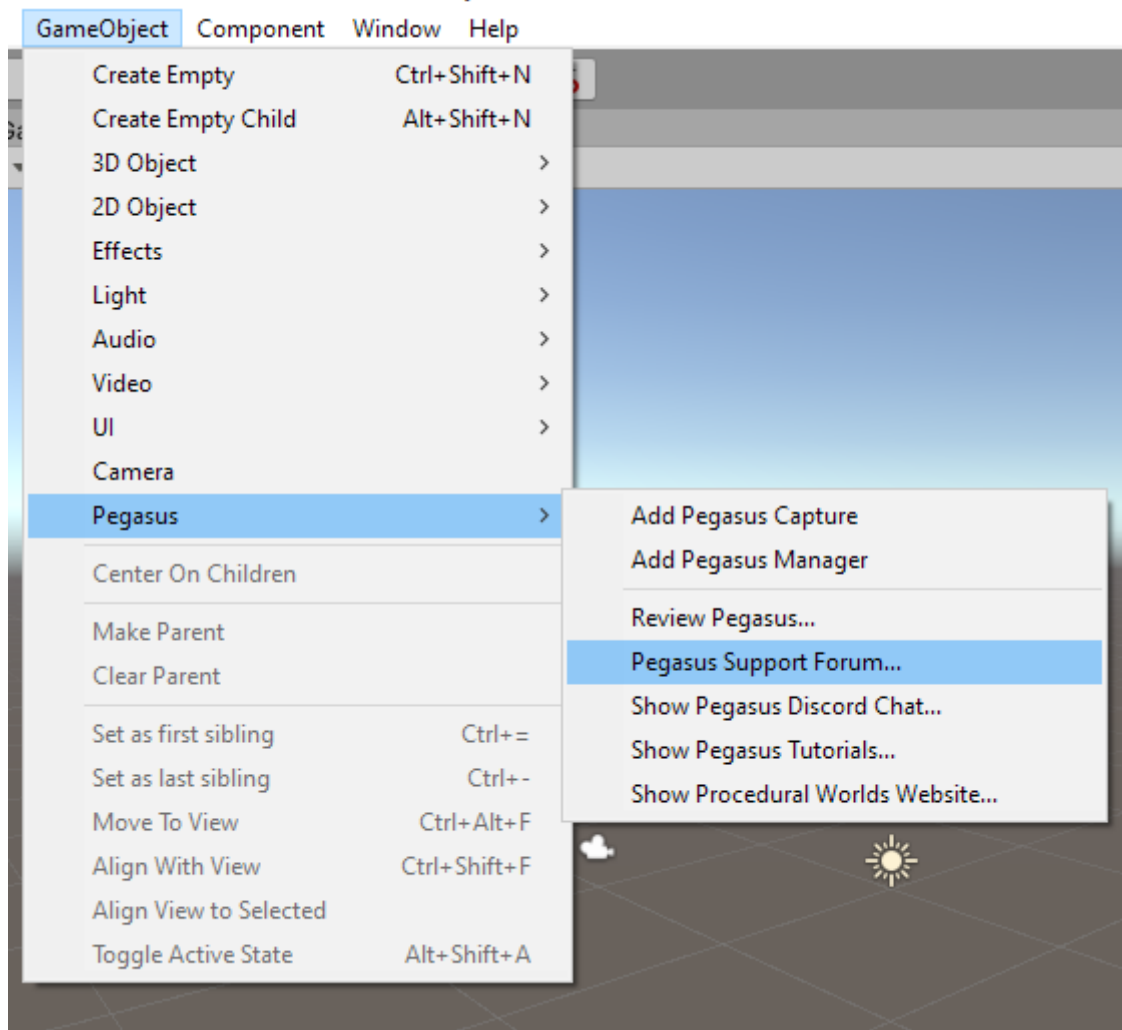 GameObject Component Window Help
Create Empty Ctrl+Shift+N
Create Empty Child Alt+Shift+N
3D Object
2D Object
Effects
Light
Audio
Video
UI
Camera
Pegasus
Center On Children
Make Parent
Clear Parent
Set as first sibling Ctrl+=
Set as last sibling Ctrl+-
Move To View Ctrl+Alt+F
Align With View Ctrl+Shift+F
Align View to Selected
Toggle Active State Alt+Shift+A
Add Pegasus Capture
Add Pegasus Manager
Review Pegasus...
Pegasus Support Forum...
Show Pegasus Discord Chat...
Show Pegasus Tutorials...
Show Procedural Worlds Website...